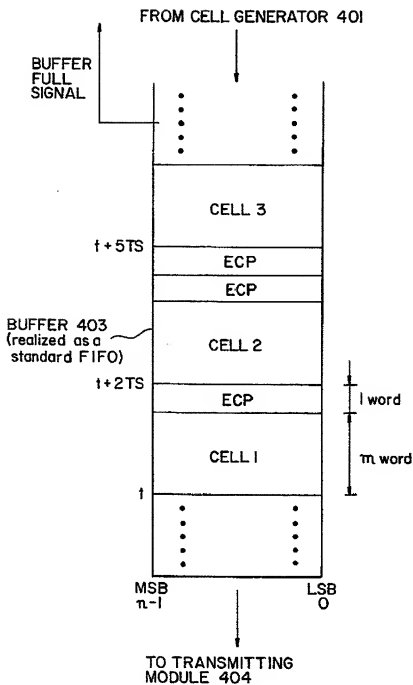 FROM CELL GENERATOR 401
BUFFER
FULL
SIGNAL
CELL 3
t + 5TS
ECP
ECP
BUFFER 403
(realized as a
standard FIFO)
CELL 2
t+2TS
ECP
1 word
CELL 1
m word
t
MSB
n-1
LSB
0
TO TRANSMITTING
MODULE 404